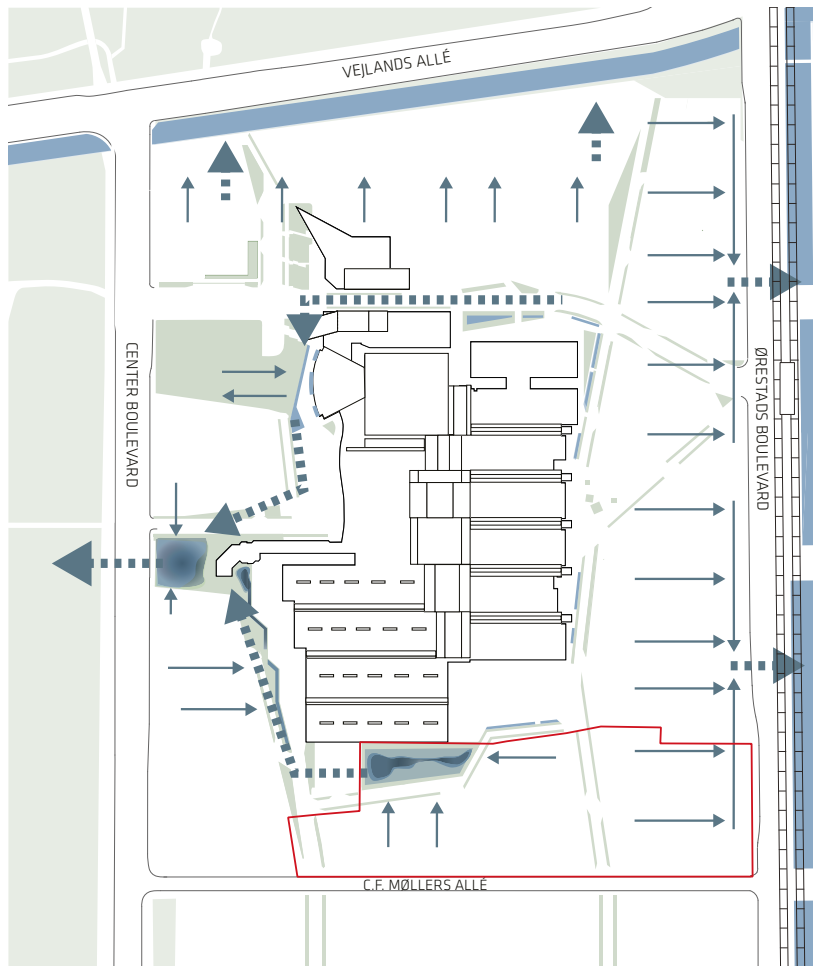 VEJLANDS ALLÉ
CENTER BOULEVARD
ØRESTADS BOULEVARD
C.F. MØLLERS ALLÉ